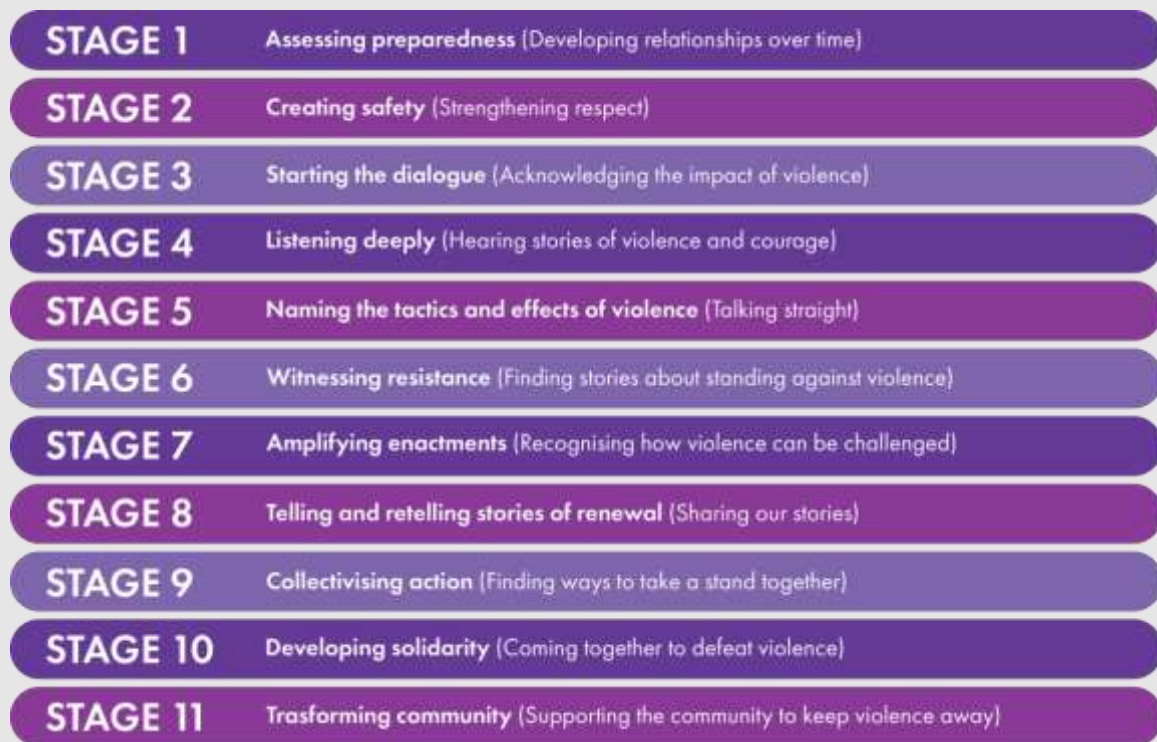 STAGE 1 Assessing preparedness (Developing relationships over time)
STAGE 2 Creating safety (Strengthening respect)
STAGE 3 Starting the dialogue (Acknowledging the impact of violence)
STAGE 4 Listening deeply (Hearing stories of violence and courage)
STAGE 5 Naming the tactics and effects of violence (Talking straight)
STAGE 6 Witnessing resistance (Finding stories about standing against violence)
STAGE 7 Amplifying enactments (Recognising how violence can be challenged)
STAGE 8 Telling and retelling stories of renewal (Sharing our stories)
STAGE 9 Collectivising action (Finding ways to take a stand together)
STAGE 10 Developing solidarity (Coming together to defeat violence)
STAGE 11 Trasforming community (Supporting the community to keep violence away)